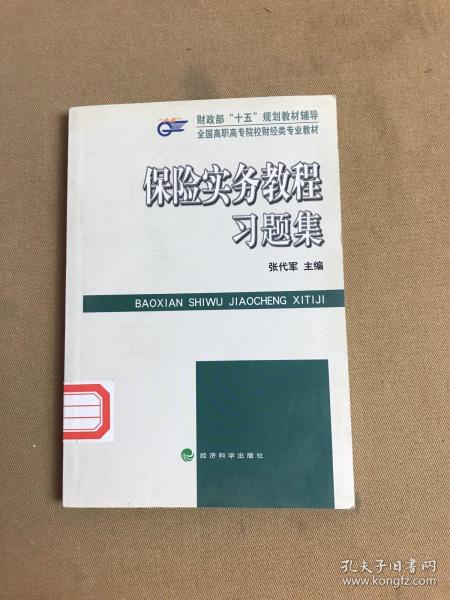 财政部“十五”规划教材辅导
全国高职高专院校财经类专业教材
保险实务教程
习题集
张代军 主编
BAOXIAN SHIWU JIAOCHENG XITIJI
经济科学出版社
孔夫子旧书网
www.kongfz.com